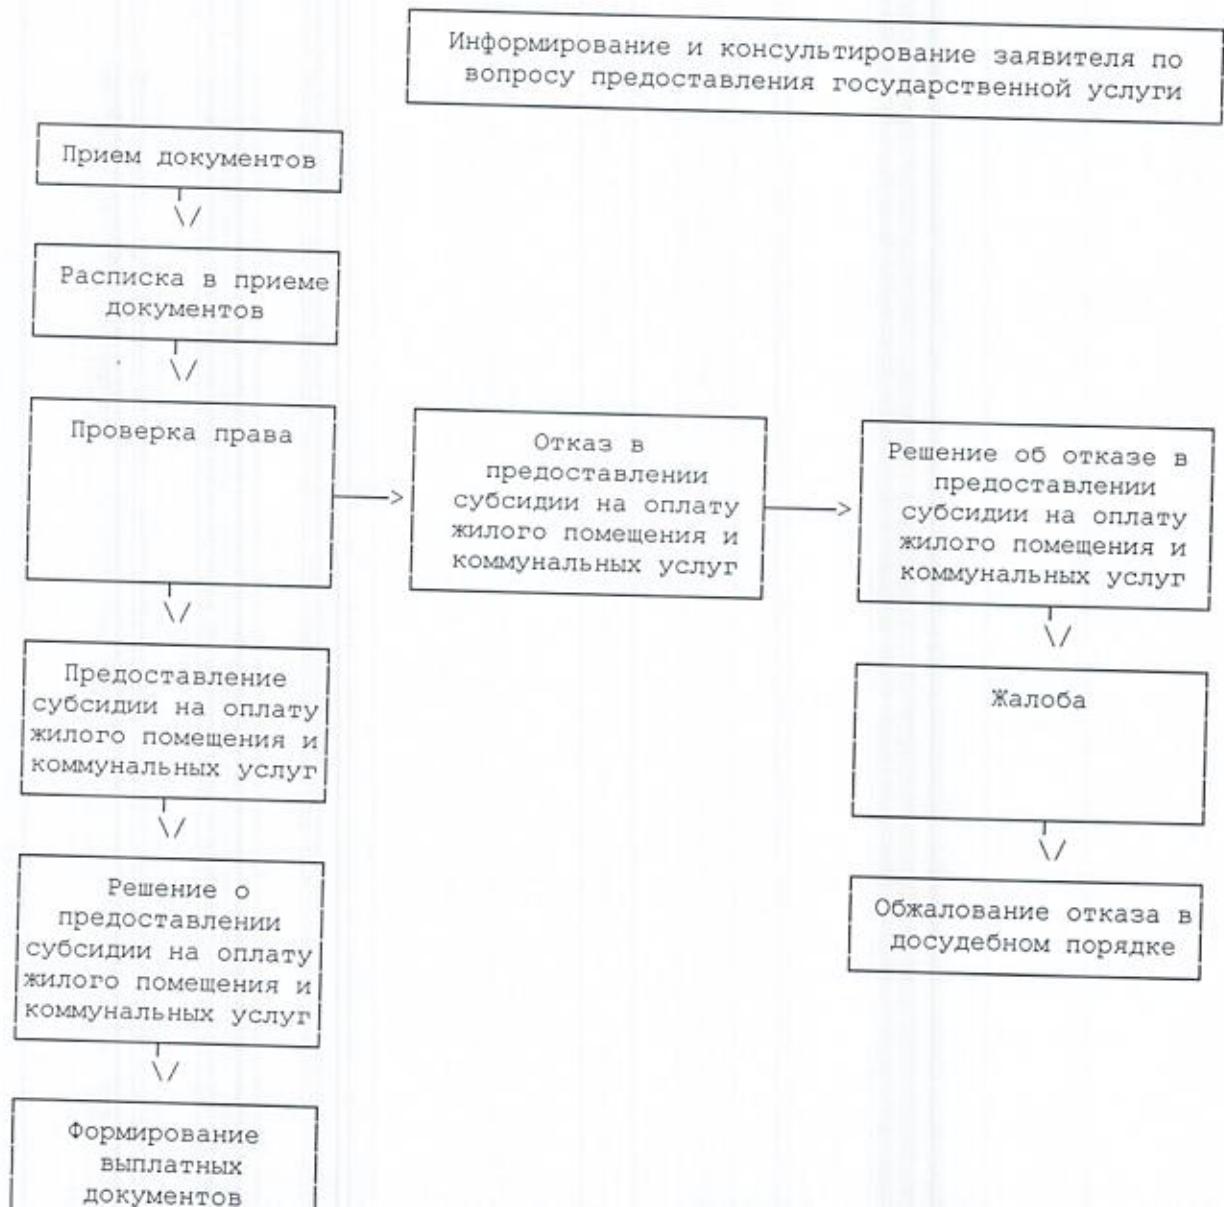 Информирование и консультирование заявителя по
вопросу предоставления государственной услуги
Прием документов
Расписка в приеме
документов
Проверка права
Отказ в
предоставлении
субсидии на оплату
жилого помещения и
коммунальных услуг
Решение об отказе в
предоставлении
субсидии на оплату
жилого помещения и
коммунальных услуг
Предоставление
субсидии на оплату
жилого помещения и
коммунальных услуг
Жалоба
Решение о
предоставлении
субсидии на оплату
жилого помещения и
коммунальных услуг
Обжалование отказа в
досудебном порядке
Формирование
выплатных
документов